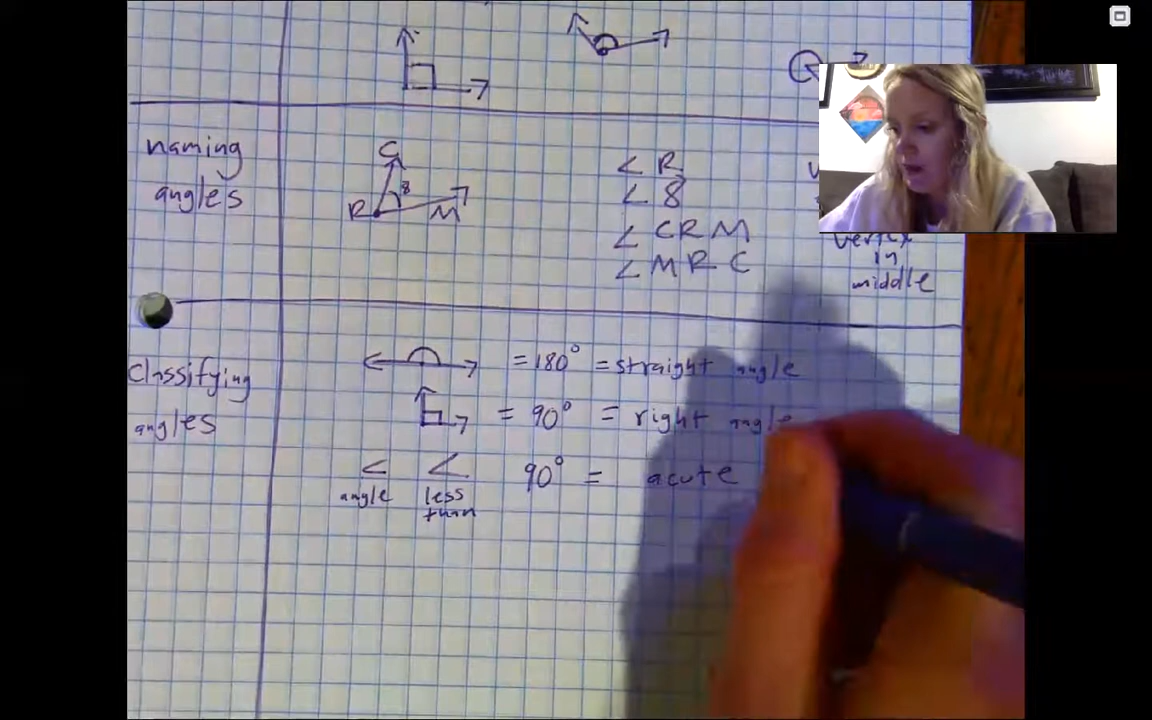 naming
angles
C
8
R M
∠ R
∠ 8
∠ CRM
∠ MRC
vertex
in
middle
Classifying
angles
= 180° = straight angle
= 90° = right angle
∠ < 90° = acute
angle less
than